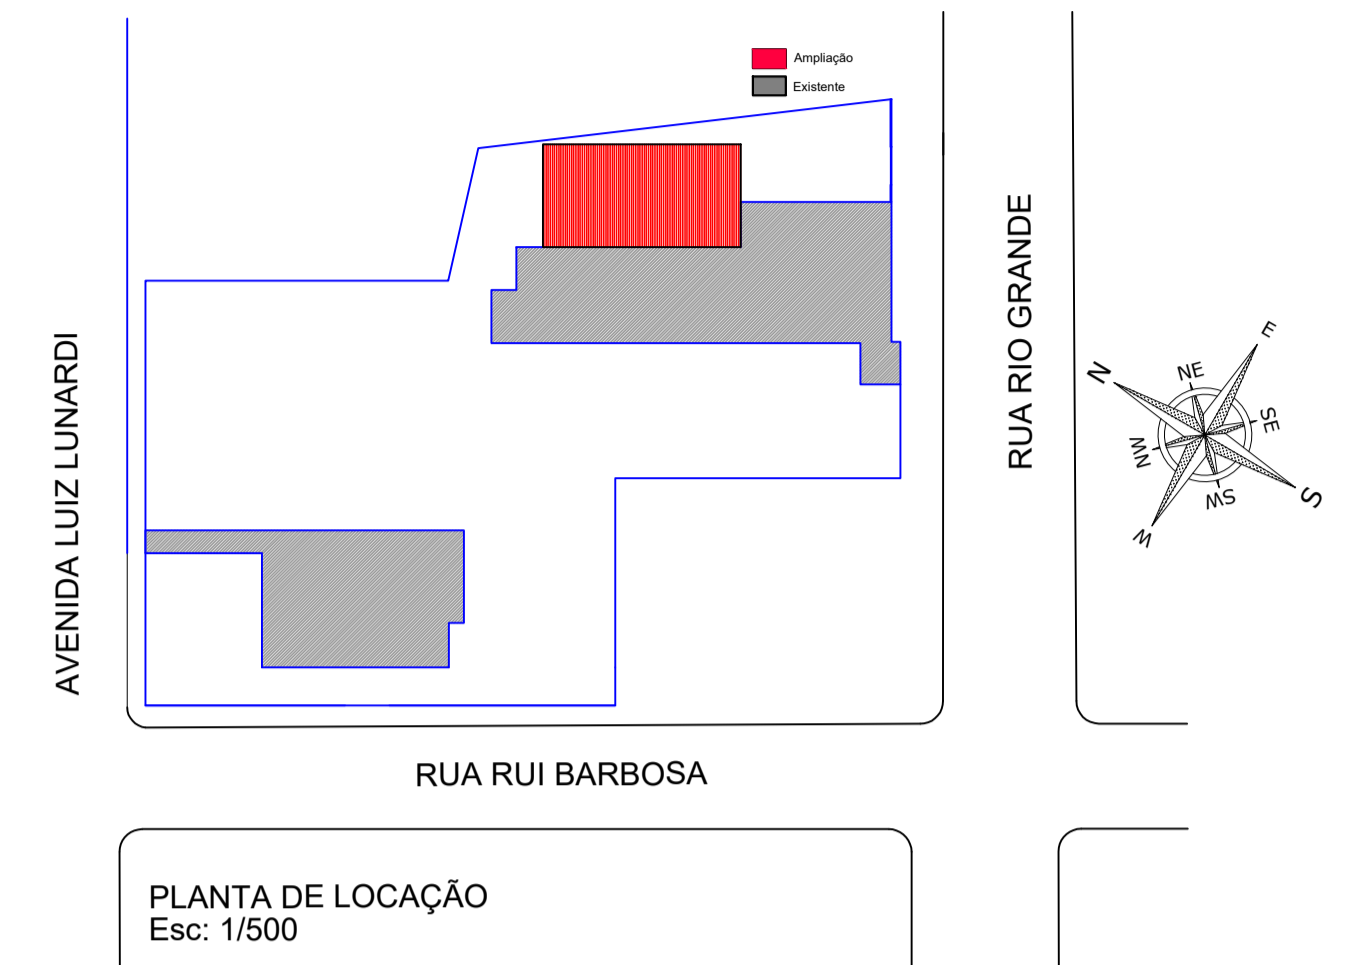 Ampliação
Existente
AVENIDA LUIZ LUNARDI
RUA RIO GRANDE
E
N
NE
SE
NW
SW
S
W
RUA RUI BARBOSA
PLANTA DE LOCAÇÃO
Esc: 1/500